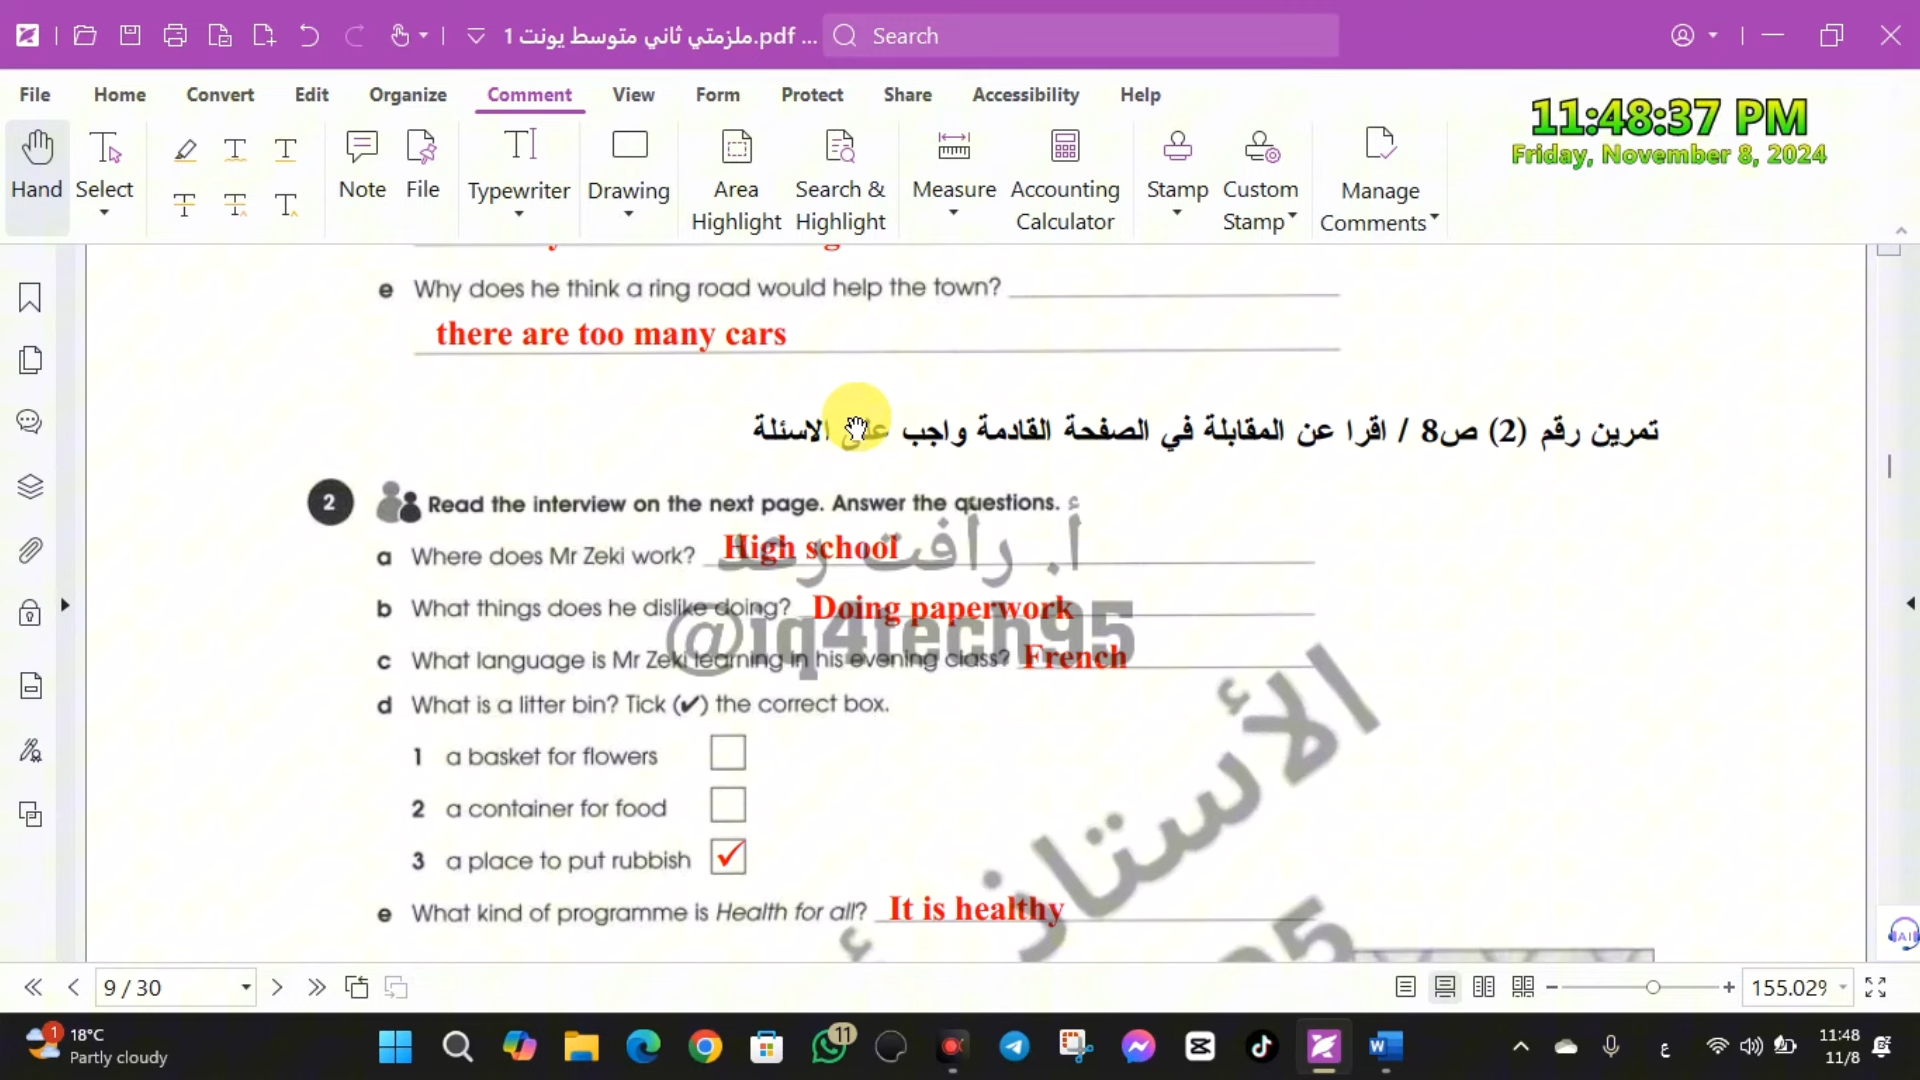 ملزمتي ثاني متوسط يونت 1.pdf ...
Search
File Home Convert Edit Organize Comment View Form Protect Share Accessibility Help
11:48:37 PM
Friday, November 8, 2024
Hand Select Note File Typewriter Drawing Area Highlight Search & Highlight Measure Accounting Calculator Stamp Custom Stamp Manage Comments
e Why does he think a ring road would help the town?
there are too many cars
تمرين رقم (2) ص8 / اقرا عن المقابلة في الصفحة القادمة واجب على الاسئلة
2 Read the interview on the next page. Answer the questions.
أ. رأفت رعد
a Where does Mr Zeki work? High school
b What things does he dislike doing? Doing paperwork
@iq4tech95
c What language is Mr Zeki learning in his evening class? French
d What is a litter bin? Tick (✔) the correct box.
1 a basket for flowers
2 a container for food
3 a place to put rubbish ✓
الأستاذ
e What kind of programme is Health for all? It is healthy
95
AI
9 / 30
155.029
1
18°C
Partly cloudy
11
W
ع
11:48
11/8